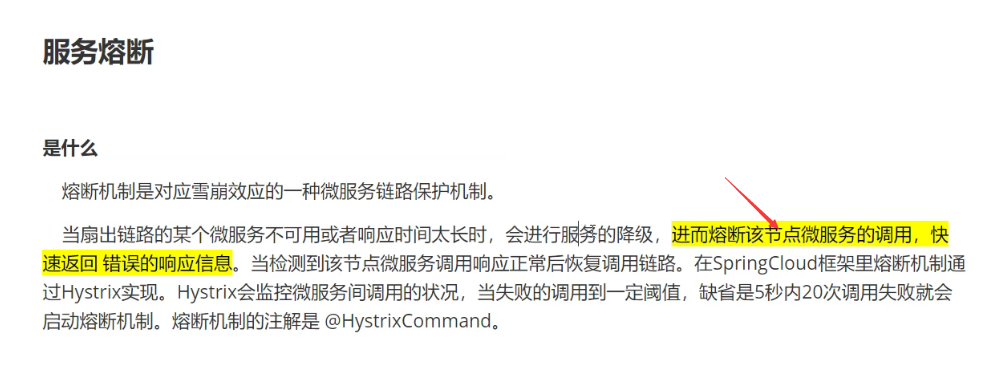 服务熔断
是什么
熔断机制是对应雪崩效应的一种微服务链路保护机制。
当扇出链路的某个微服务不可用或者响应时间太长时，会进行服务的降级，进而熔断该节点微服务的调用，快
速返回 错误的响应信息。当检测到该节点微服务调用响应正常后恢复调用链路。在SpringCloud框架里熔断机制通
过Hystrix实现。Hystrix会监控微服务间调用的状况，当失败的调用到一定阈值，缺省是5秒内20次调用失败就会
启动熔断机制。熔断机制的注解是 @HystrixCommand。